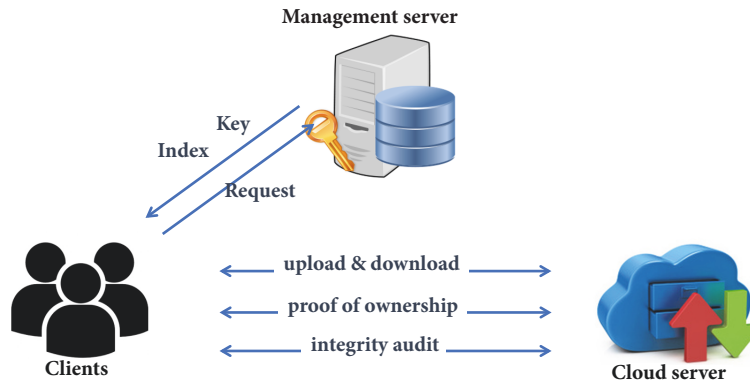 Management server
Key
Index
Request
upload & download
proof of ownership
integrity audit
Clients
Cloud server